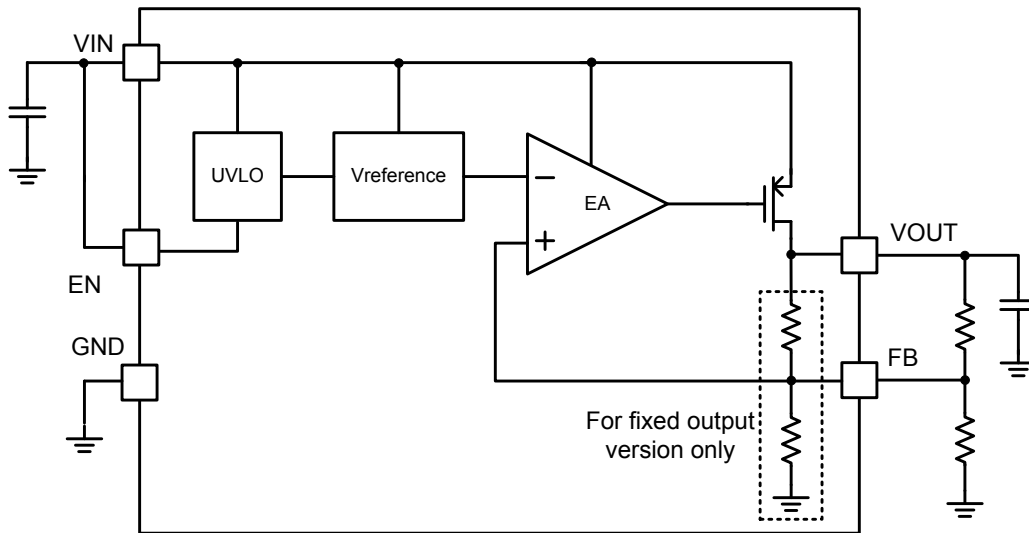 VIN
UVLO
Vreference
−
EA
+
VOUT
EN
GND
FB
For fixed output
version only